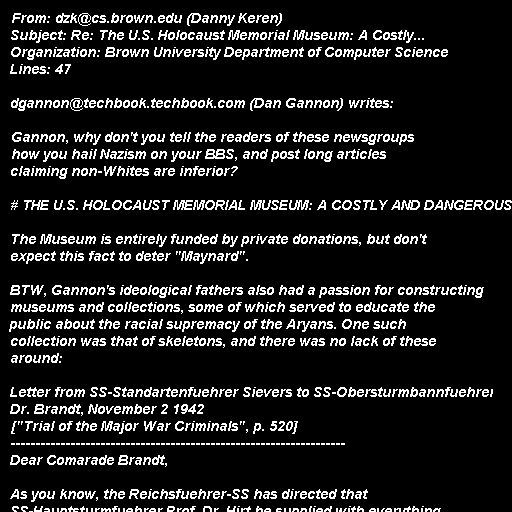 From: dzk@cs.brown.edu (Danny Keren)
Subject: Re: The U.S. Holocaust Memorial Museum: A Costly...
Organization: Brown University Department of Computer Science
Lines: 47

dgannon@techbook.techbook.com (Dan Gannon) writes:

Gannon, why don't you tell the readers of these newsgroups
how you hail Nazism on your BBS, and post long articles
claiming non-Whites are inferior?

# THE U.S. HOLOCAUST MEMORIAL MUSEUM: A COSTLY AND DANGEROUS

The Museum is entirely funded by private donations, but don't
expect this fact to deter "Maynard".

BTW, Gannon's ideological fathers also had a passion for constructing
museums and collections, some of which served to educate the
public about the racial supremacy of the Aryans. One such
collection was that of skeletons, and there was no lack of these
around:

Letter from SS-Standartenfuehrer Sievers to SS-Obersturmbannfuehrer
Dr. Brandt, November 2 1942
["Trial of the Major War Criminals", p. 520]
-------------------------------------------------------------------
Dear Comarade Brandt,

As you know, the Reichsfuehrer-SS has directed that
SS-Hauptsturmfuehrer Prof. Dr. Hirt be supplied with everything